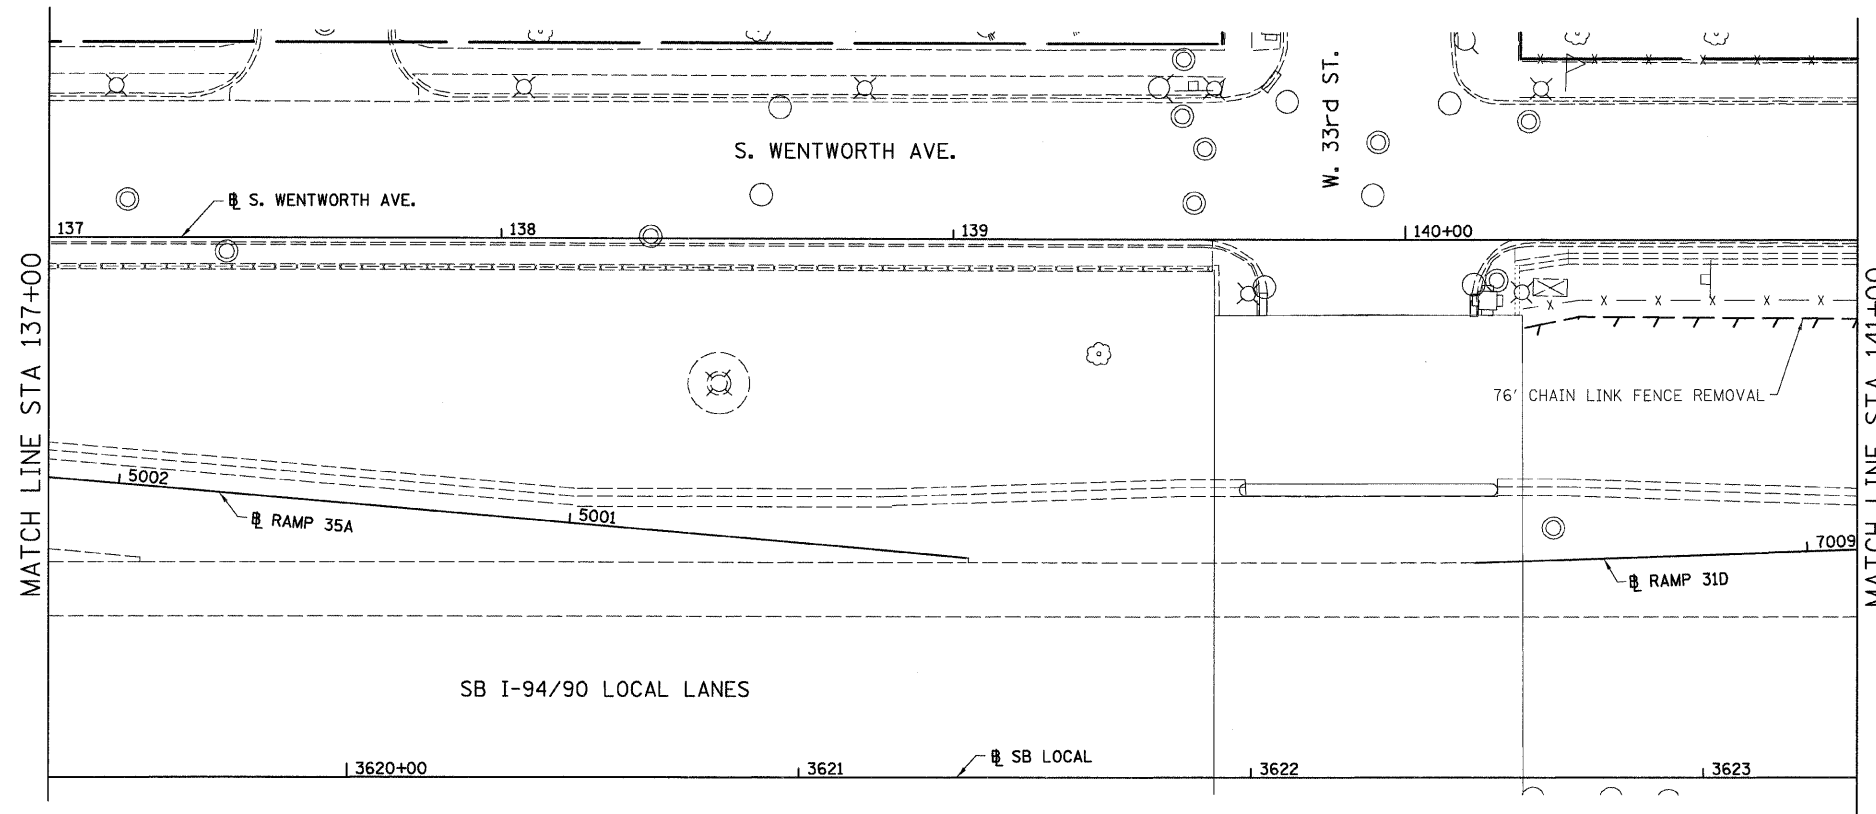 S. WENTWORTH AVE.
W. 33rd ST.
℄ S. WENTWORTH AVE.
137
138
139
140+00
MATCH LINE STA 137+00
MATCH LINE STA 141+00
76' CHAIN LINK FENCE REMOVAL
5002
℄ RAMP 35A
5001
7009
℄ RAMP 31D
SB I-94/90 LOCAL LANES
℄ SB LOCAL
3620+00
3621
3622
3623